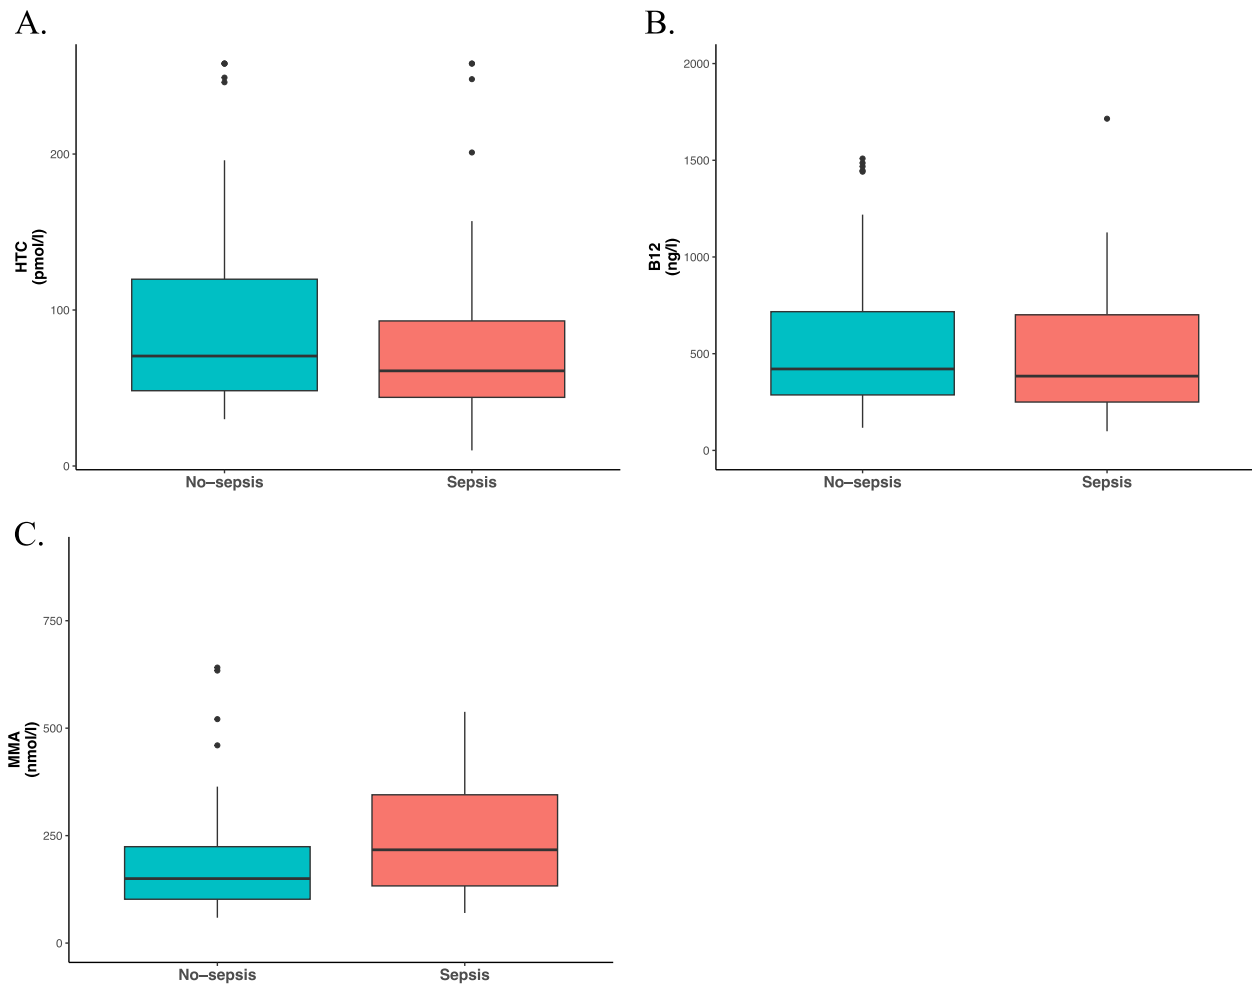 A.
HTC
(pmol/l)
200
100
0
No−sepsis
Sepsis
B.
B12
(ng/l)
2000
1500
1000
500
0
No−sepsis
Sepsis
C.
MMA
(nmol/l)
750
500
250
0
No−sepsis
Sepsis